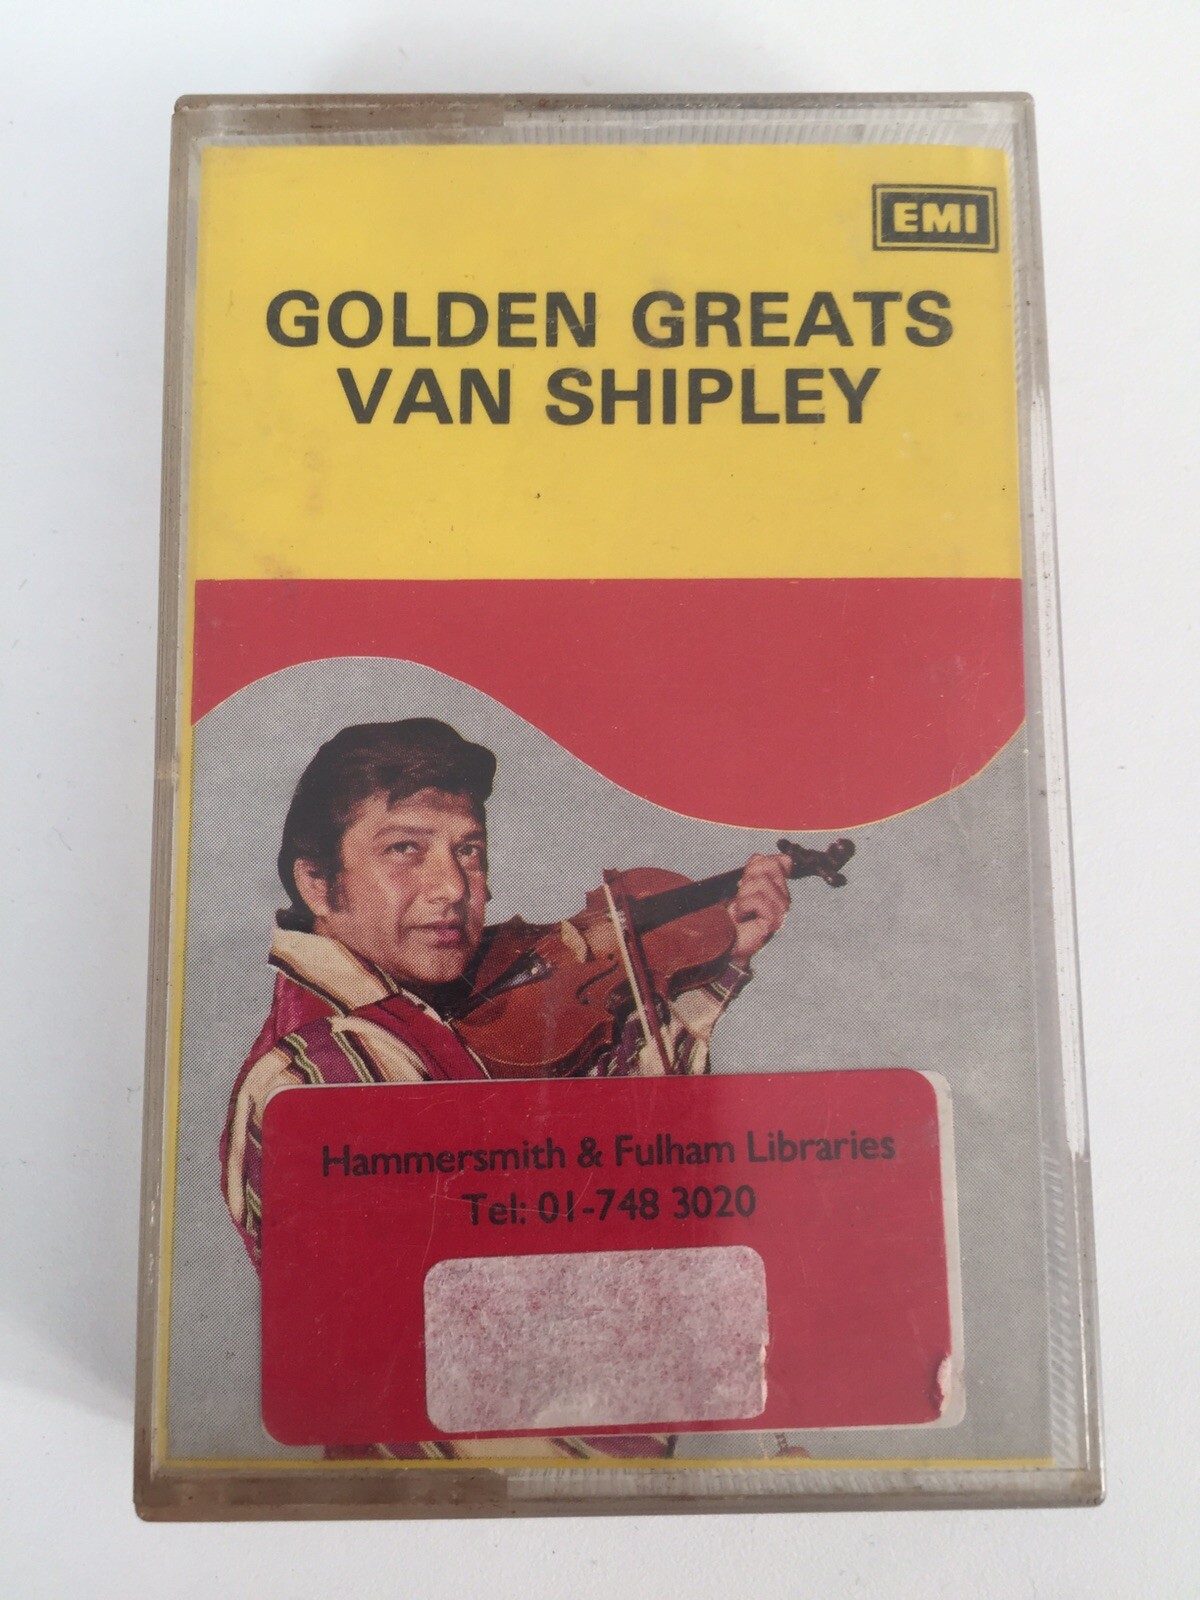 EMI
GOLDEN GREATS
VAN SHIPLEY
Hammersmith & Fulham Libraries
Tel: 01-748 3020